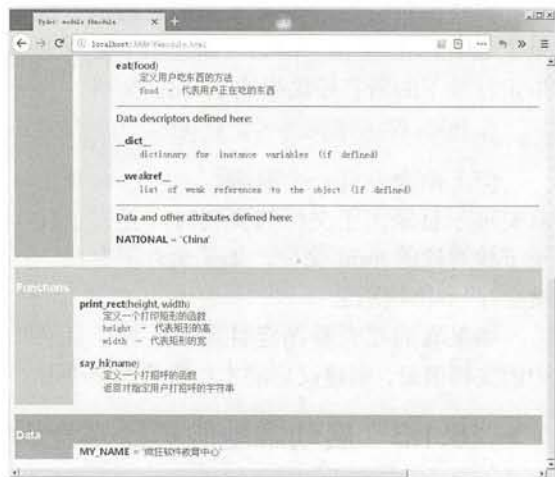 Pydoc: module fkmodule
localhost:
eat(food)
定义用户吃东西的方法
food - 代表用户正在吃的东西
Data descriptors defined here:
__dict__
dictionary for instance variables (if defined)
__weakref__
list of weak references to the object (if defined)
Data and other attributes defined here:
NATIONAL = 'China'
Functions
print_rect(height, width)
定义一个打印矩形的函数
height - 代表矩形的高
width - 代表矩形的宽
say_hi(name)
定义一个打招呼的函数
返回对指定用户打招呼的字符串
Data
MY_NAME = '疯狂软件教育中心'